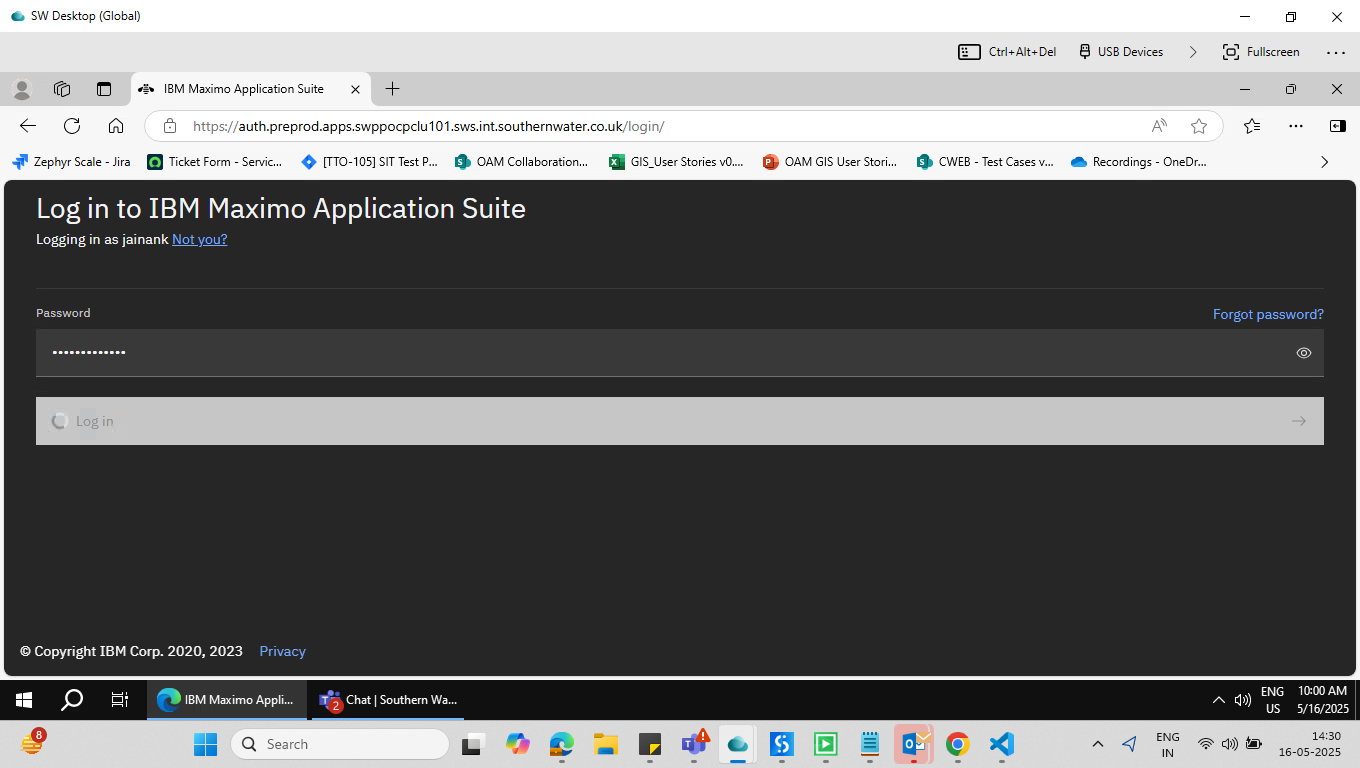 SW Desktop (Global)
Ctrl+Alt+Del USB Devices Fullscreen
IBM Maximo Application Suite
https://auth.preprod.apps.swppocpclu101.sws.int.southernwater.co.uk/login/
Zephyr Scale - Jira Ticket Form - Servic... [TTO-105] SIT Test P... OAM Collaboration... GIS_User Stories v0.... OAM GIS User Stori... CWEB - Test Cases v... Recordings - OneDr...
Log in to IBM Maximo Application Suite
Logging in as jainank Not you?
Password Forgot password?
Log in
© Copyright IBM Corp. 2020, 2023 Privacy
IBM Maximo Appli... 2 Chat | Southern Wa... ENG US 10:00 AM 5/16/2025
8 Search ENG IN 14:30 16-05-2025